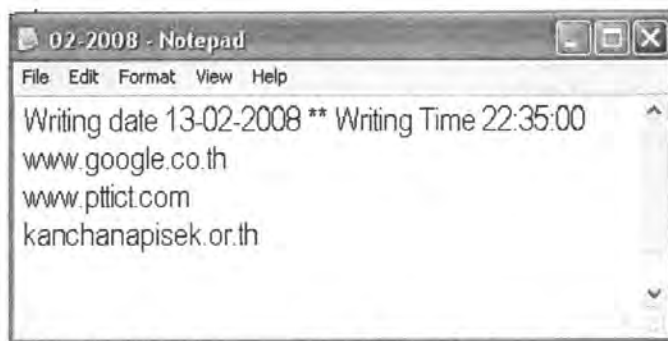 02-2008 - Notepad
File Edit Format View Help
Writing date 13-02-2008 ** Writing Time 22:35:00
www.google.co.th
www.pttict.com
kanchanapisek.or.th